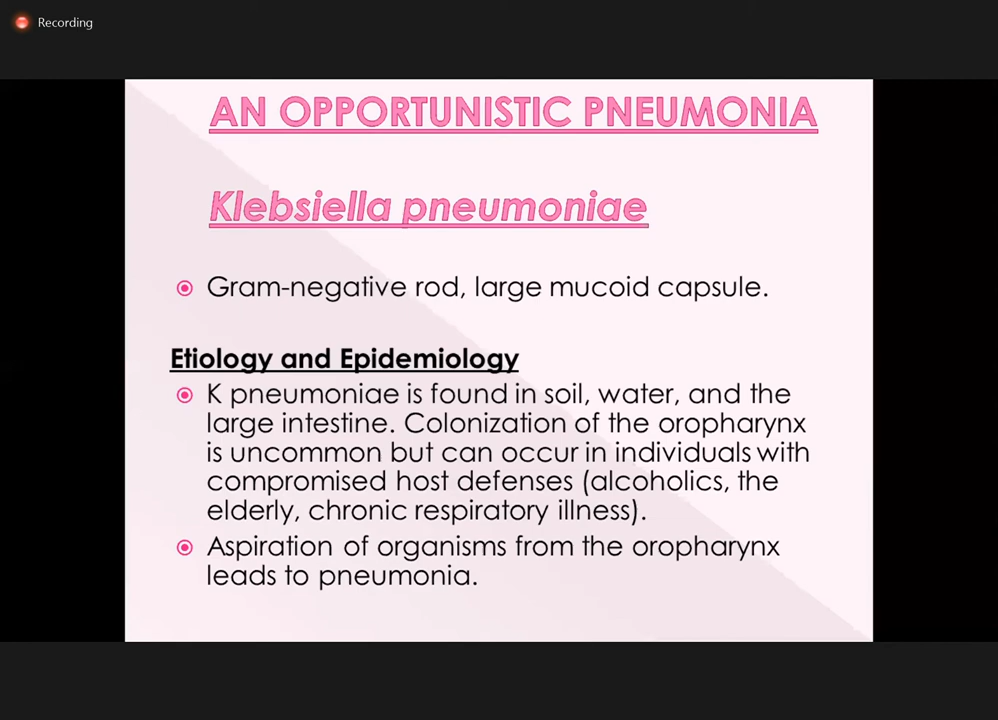 Recording
AN OPPORTUNISTIC PNEUMONIA
Klebsiella pneumoniae
Gram-negative rod, large mucoid capsule.
Etiology and Epidemiology
K pneumoniae is found in soil, water, and the
large intestine. Colonization of the oropharynx
is uncommon but can occur in individuals with
compromised host defenses (alcoholics, the
elderly, chronic respiratory illness).
Aspiration of organisms from the oropharynx
leads to pneumonia.